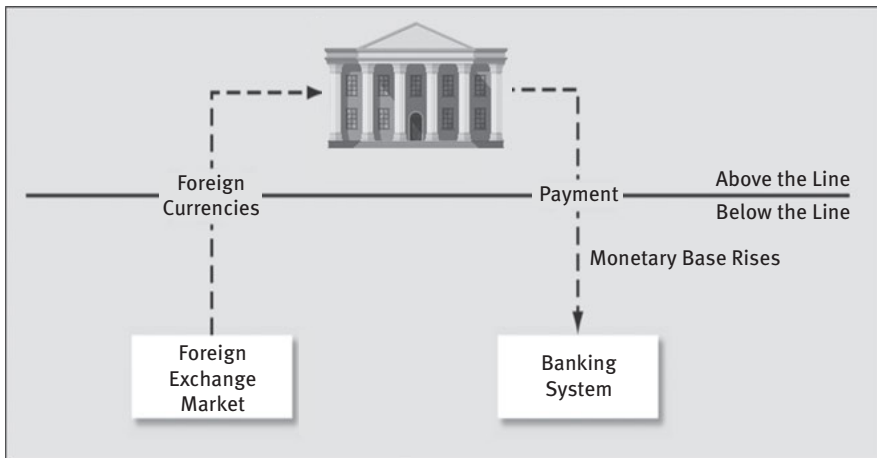 Foreign
Currencies
Payment
Above the Line
Below the Line
Monetary Base Rises
Foreign
Exchange
Market
Banking
System